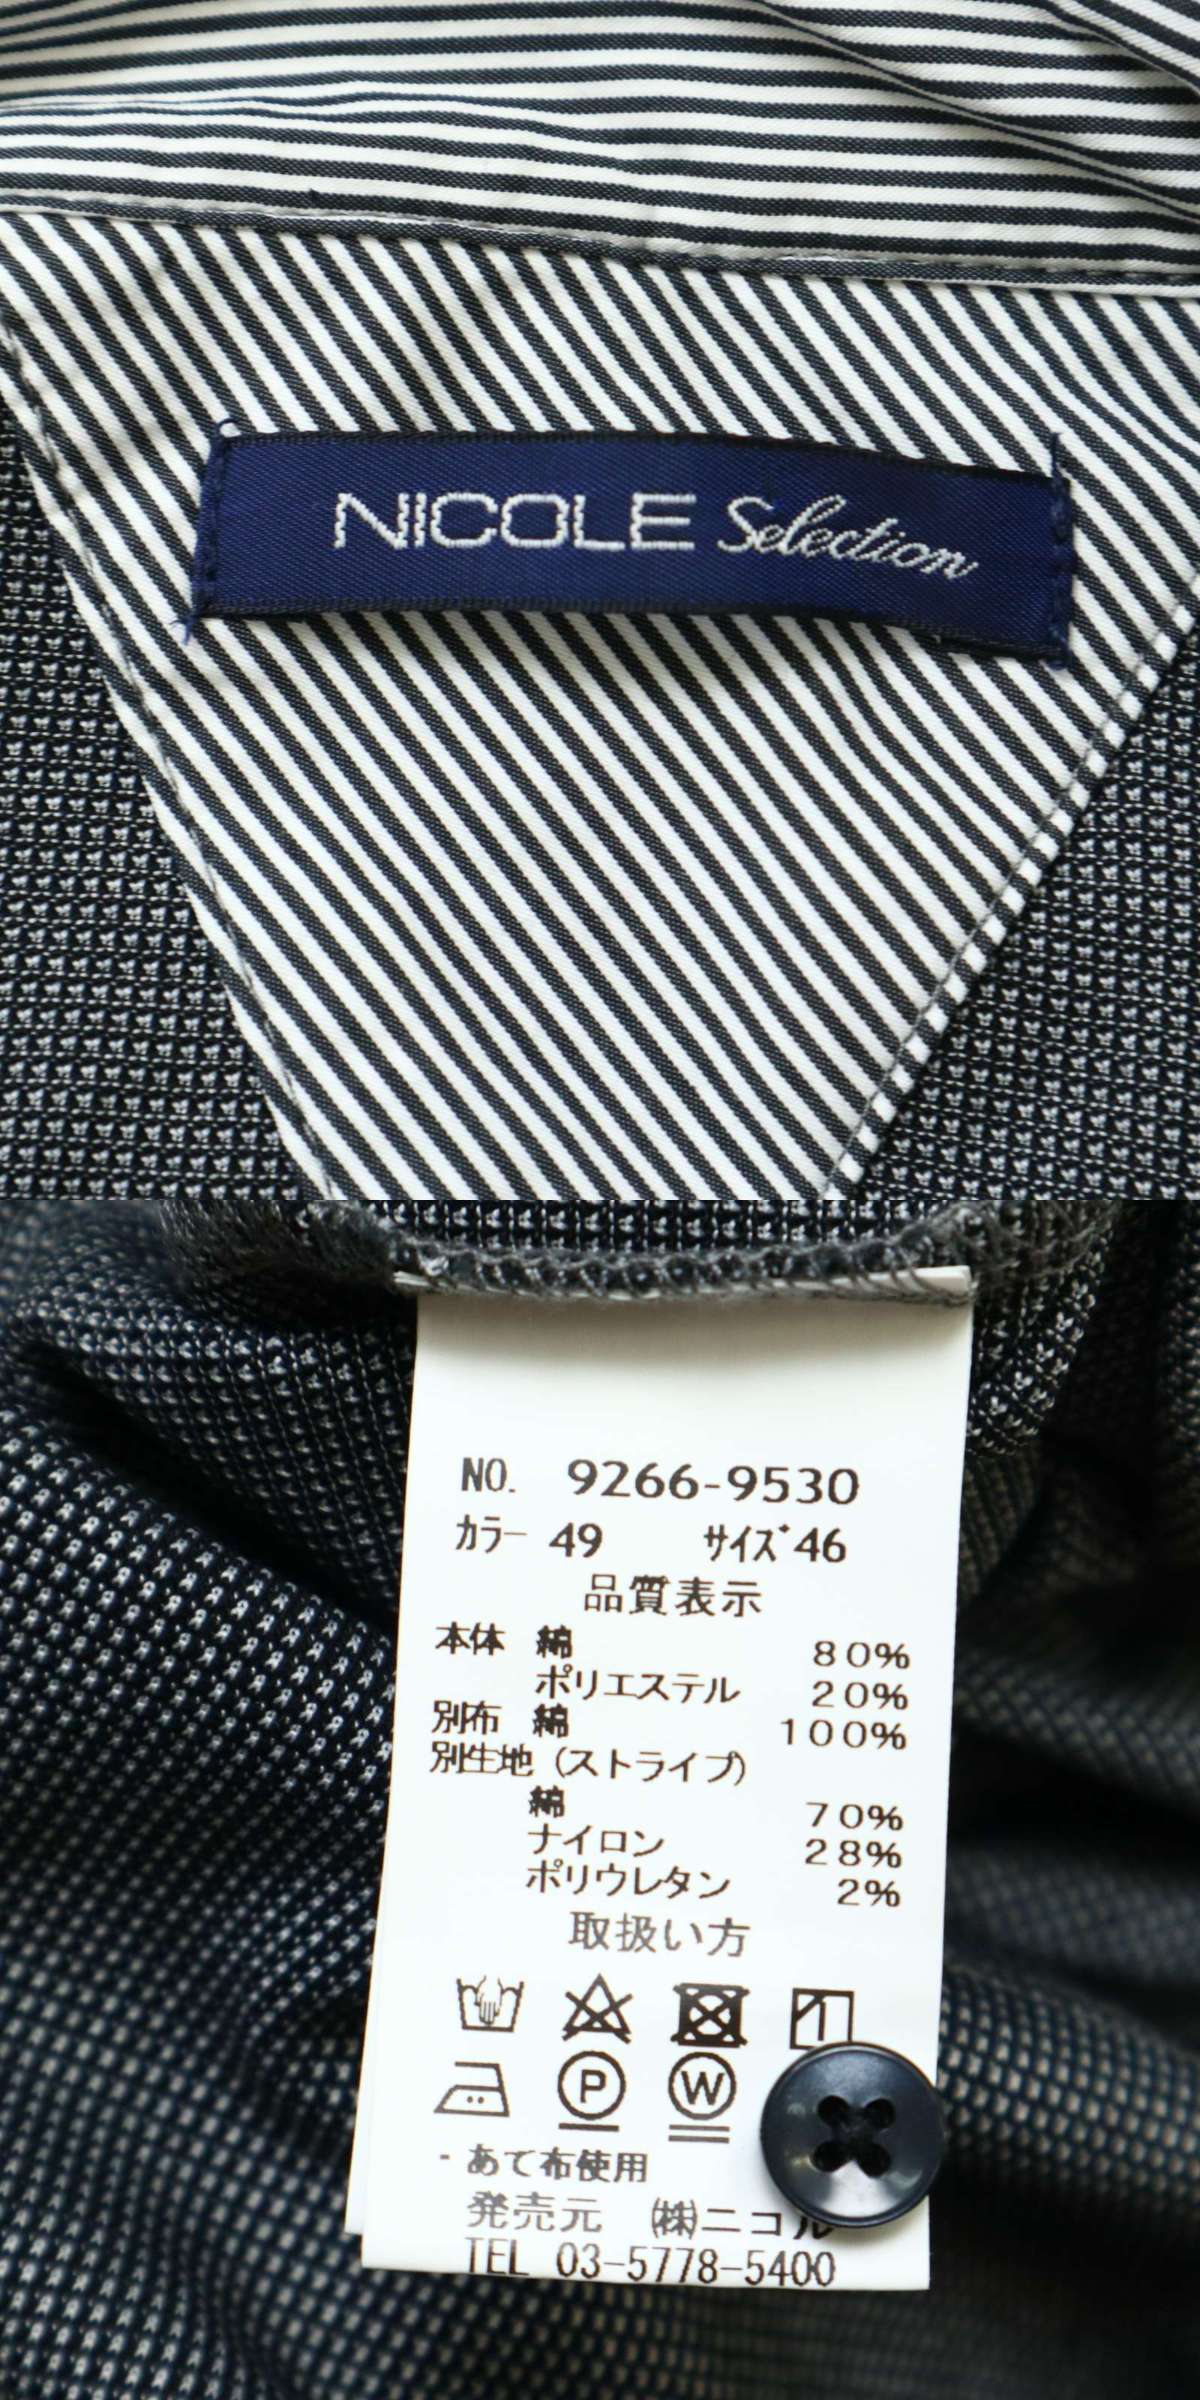 NICOLE Selection
NO. 9266-9530
カラー 49 サイズ 46
品質表示
本体 綿 80%
ポリエステル 20%
別布 綿 100%
別生地 (ストライプ)
綿 70%
ナイロン 28%
ポリウレタン 2%
取扱い方
P W
・あて布使用
発売元 ㈱ニコル
TEL 03-5778-5400